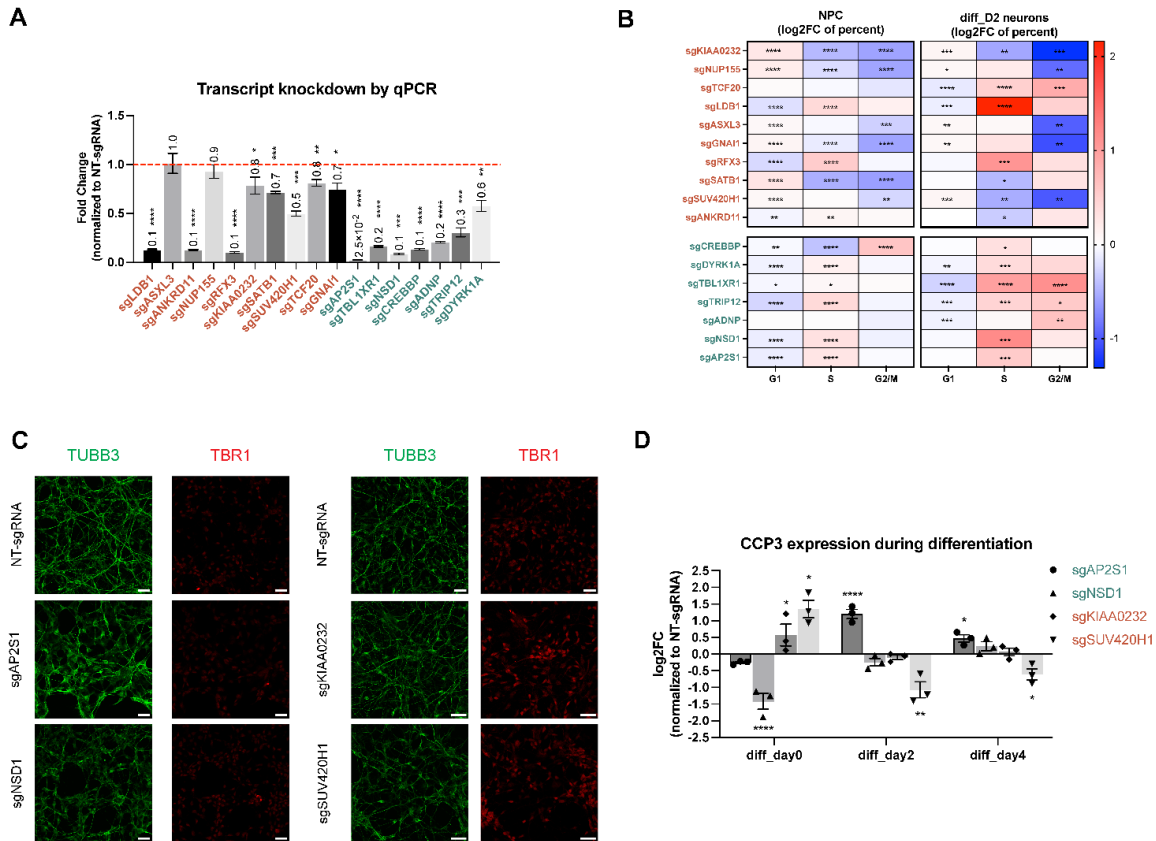 A
Transcript knockdown by qPCR
Fold Change
(normalized to NT-sgRNA)
1.5
1.0
0.5
0.0
0.1 ****
1.0
0.1 ****
0.9
0.1 ****
0.8 *
0.7 ***
0.5 ***
0.8 **
0.7 *
2.5×10⁻² ****
0.2 ****
0.1 ***
0.1 ****
0.2 ****
0.3 ***
0.6 **
sgLDB1
sgASXL3
sgANKRD11
sgNUP155
sgRFX3
sgKIAA0232
sgSATB1
sgSUV420H1
sgTCF20
sgGNAI1
sgAP2S1
sgTBL1XR1
sgNSD1
sgCREBBP
sgADNP
sgTRIP12
sgDYRK1A
B
NPC
(log2FC of percent)
diff_D2 neurons
(log2FC of percent)
sgKIAA0232 **** **** **** *** ** ***
sgNUP155 **** **** **** * **
sgTCF20 **** **** ***
sgLDB1 **** **** *** ****
sgASXL3 **** *** ** **
sgGNAI1 **** **** **** ** **
sgRFX3 **** **** ***
sgSATB1 **** **** **** *
sgSUV420H1 **** ** ** *** ** **
sgANKRD11 ** ** *
sgCREBBP ** **** **** *
sgDYRK1A **** **** ** ***
sgTBL1XR1 * * **** **** ****
sgTRIP12 **** **** *** *** *
sgADNP *** **
sgNSD1 **** **** ***
sgAP2S1 **** **** ***
G1 S G2/M G1 S G2/M
2
1
0
-1
C
TUBB3 TBR1 TUBB3 TBR1
NT-sgRNA
sgAP2S1
sgNSD1
NT-sgRNA
sgKIAA0232
sgSUV420H1
D
CCP3 expression during differentiation
log2FC
(normalized to NT-sgRNA)
2.5
2.0
1.5
1.0
0.5
0.0
-0.5
-1.0
-1.5
-2.0
-2.5
**** * * **** ** * *
diff_day0 diff_day2 diff_day4
sgAP2S1
sgNSD1
sgKIAA0232
sgSUV420H1